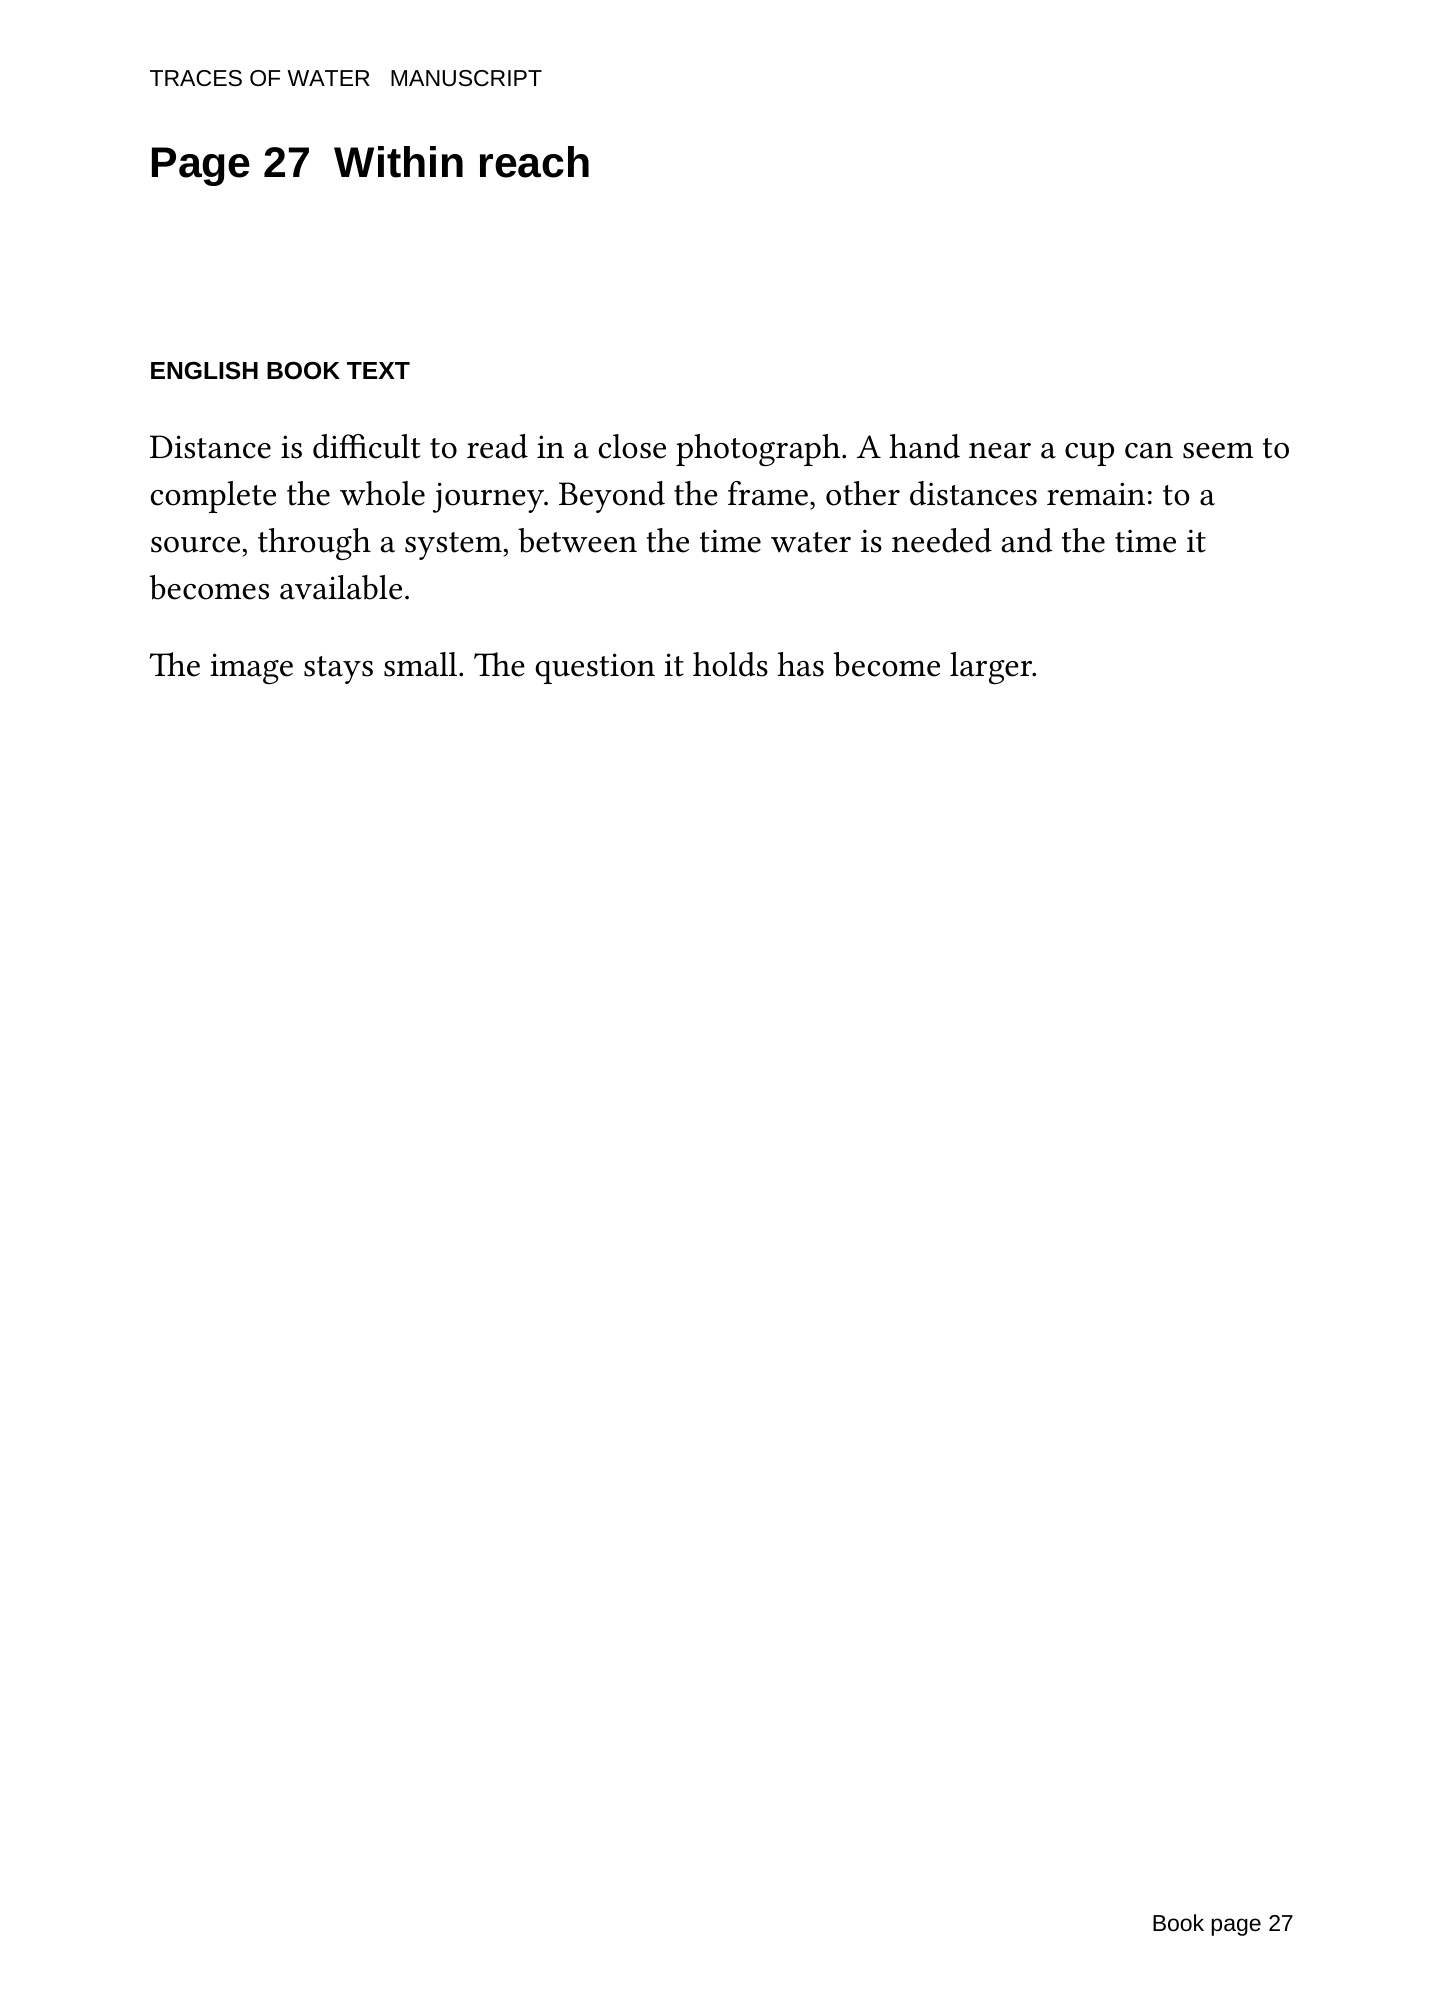 TRACES OF WATER MANUSCRIPT
Page 27 Within reach
ENGLISH BOOK TEXT
Distance is difficult to read in a close photograph. A hand near a cup can seem to
complete the whole journey. Beyond the frame, other distances remain: to a
source, through a system, between the time water is needed and the time it
becomes available.
The image stays small. The question it holds has become larger.
Book page 27